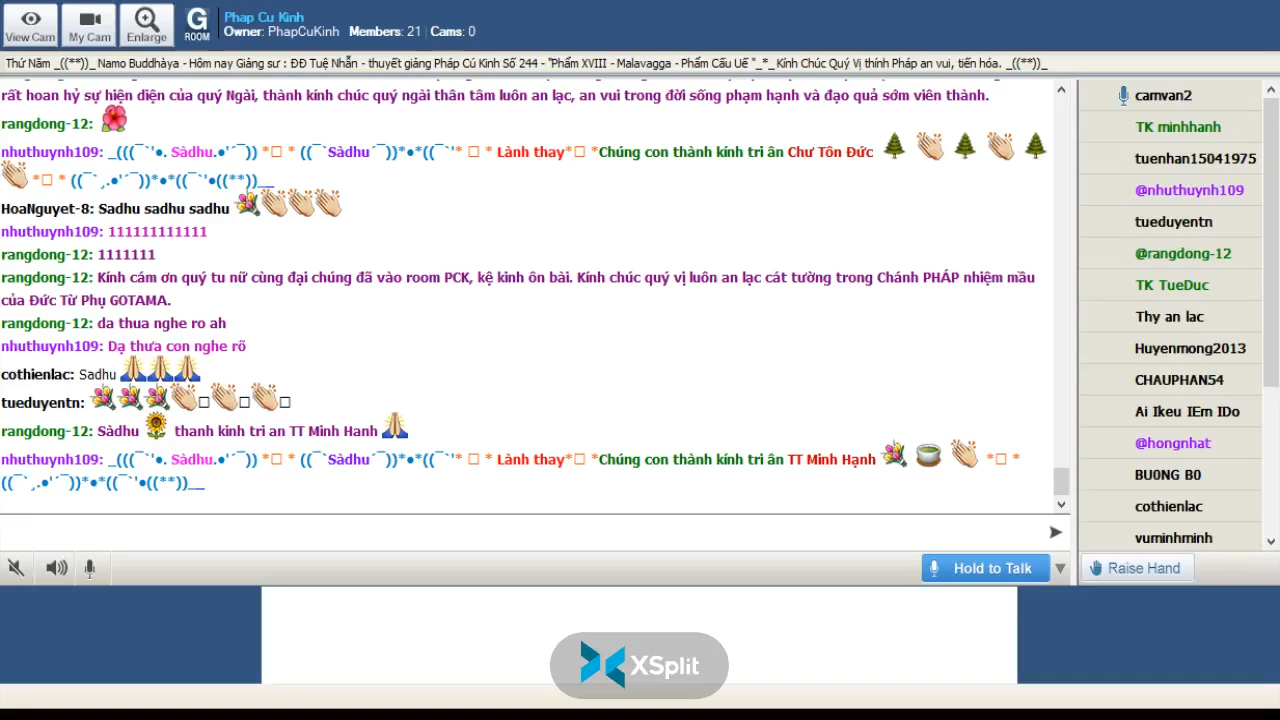 View Cam
My Cam
Enlarge
G
ROOM
Phap Cu Kinh
Owner: PhapCuKinh Members: 21 | Cams: 0
Thứ Năm _((**))_ Namo Buddhàya - Hôm nay Giảng sư : ĐĐ Tuệ Nhẫn - thuyết giảng Pháp Cú Kinh Số 244 - "Phẩm XVIII - Malavagga - Phẩm Cấu Uế "_*_ Kính Chúc Quý Vị thính Pháp an vui, tiến hóa. _((**))_
rất hoan hỷ sự hiện diện của quý Ngài, thành kính chúc quý ngài thân tâm luôn an lạc, an vui trong đời sống phạm hạnh và đạo quả sớm viên thành.
rangdong-12:
nhuthuynh109: _(((¯`'•. Sàdhu.•'´¯)) *□ * ((¯`Sàdhu´¯))*•*((¯`'* □ * Lành thay*□ *Chúng con thành kính tri ân Chư Tôn Đức
*□ * ((¯`¸.•'´¯))*•*((¯`'•((**))__
HoaNguyet-8: Sadhu sadhu sadhu
nhuthuynh109: 111111111111
rangdong-12: 1111111
rangdong-12: Kính cám ơn quý tu nữ cùng đại chúng đã vào room PCK, kệ kinh ôn bài. Kính chúc quý vị luôn an lạc cát tường trong Chánh PHÁP nhiệm mầu
của Đức Từ Phụ GOTAMA.
rangdong-12: da thua nghe ro ah
nhuthuynh109: Dạ thưa con nghe rõ
cothienlac: Sadhu
tueduyentn: □□□
rangdong-12: Sàdhu thanh kinh tri an TT Minh Hanh
nhuthuynh109: _(((¯`'•. Sàdhu.•'´¯)) *□ * ((¯`Sàdhu´¯))*•*((¯`'* □ * Lành thay*□ *Chúng con thành kính tri ân TT Minh Hạnh *□ *
((¯`¸.•'´¯))*•*((¯`'•((**))__
Hold to Talk
camvan2
TK minhhanh
tuenhan15041975
@nhuthuynh109
tueduyentn
@rangdong-12
TK TueDuc
Thy an lac
Huyenmong2013
CHAUPHAN54
Ai Ikeu IEm IDo
@hongnhat
BU0NG B0
cothienlac
vuminhminh
Raise Hand
XSplit